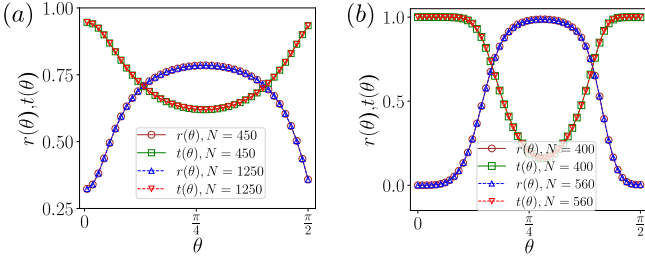 (a)
r(θ),t(θ)
1.00
0.75
0.50
0.25
r(θ), N = 450
t(θ), N = 450
r(θ), N = 1250
t(θ), N = 1250
0
π/4
π/2
θ
(b)
r(θ),t(θ)
1.0
0.5
0.0
r(θ), N = 400
t(θ), N = 400
r(θ), N = 560
t(θ), N = 560
0
π/4
π/2
θ